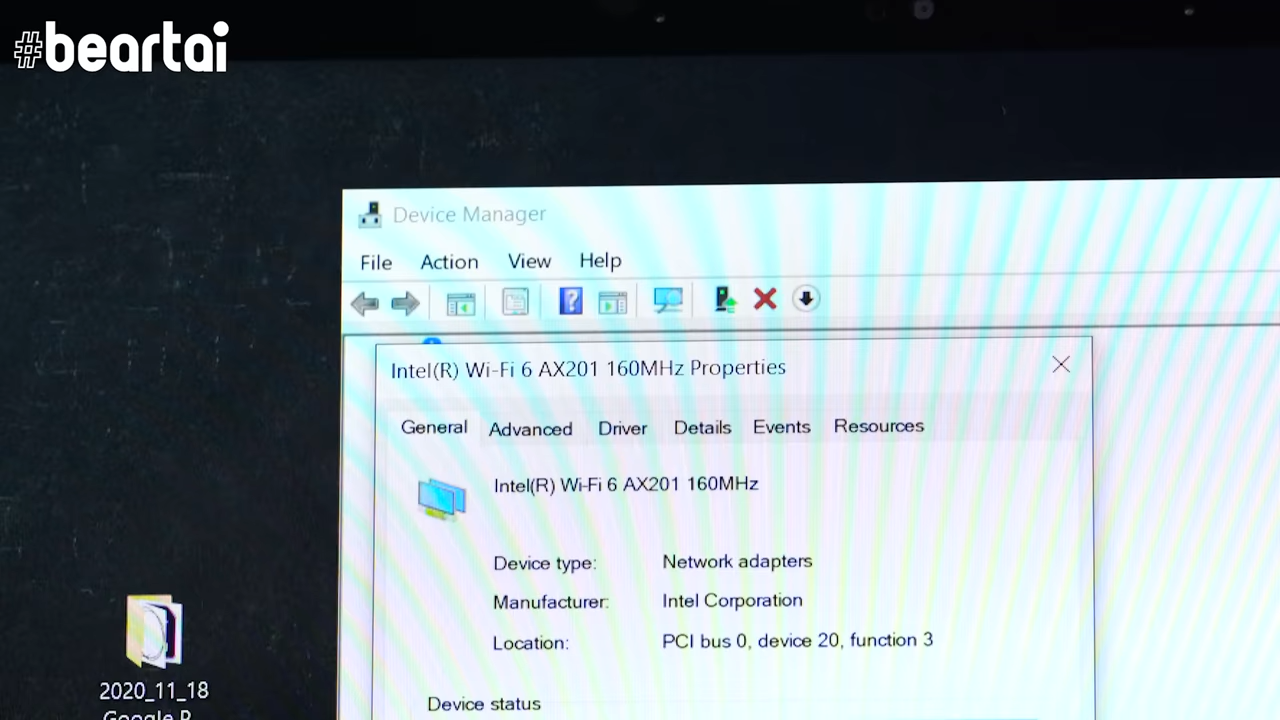 #beartai
Device Manager
File Action View Help
Intel(R) Wi-Fi 6 AX201 160MHz Properties
General Advanced Driver Details Events Resources
Intel(R) Wi-Fi 6 AX201 160MHz
Device type: Network adapters
Manufacturer: Intel Corporation
Location: PCI bus 0, device 20, function 3
Device status
2020_11_18
Google P...